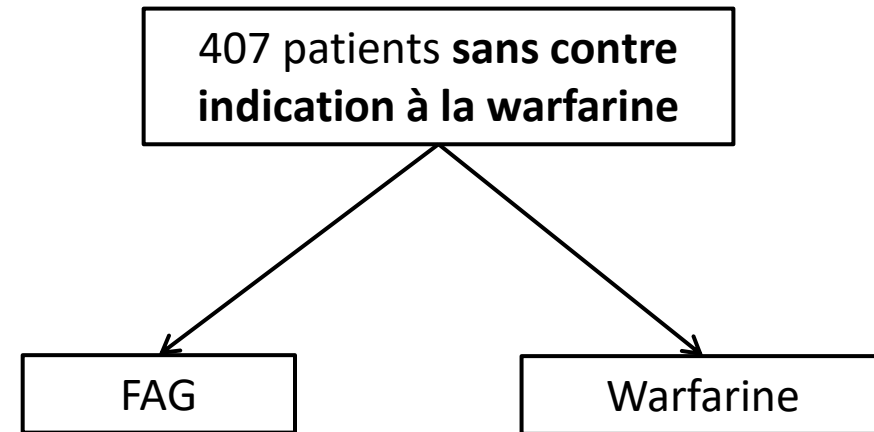 407 patients sans contre
indication à la warfarine
FAG
Warfarine